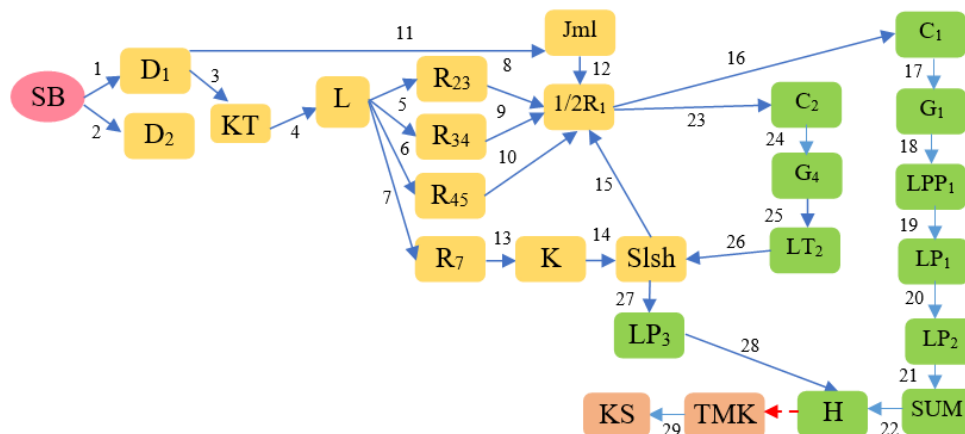 11
Jml
C₁
1
D₁
3
8
12
16
17
SB
L
R₂₃
1/2R₁
C₂
G₁
2
D₂
KT
4
5
9
23
24
18
R₃₄
6
10
G₄
LPP₁
7
R₄₅
15
25
19
R₇
13
K
14
Slsh
26
LT₂
LP₁
27
20
LP₃
28
LP₂
21
KS
29
TMK
H
22
SUM